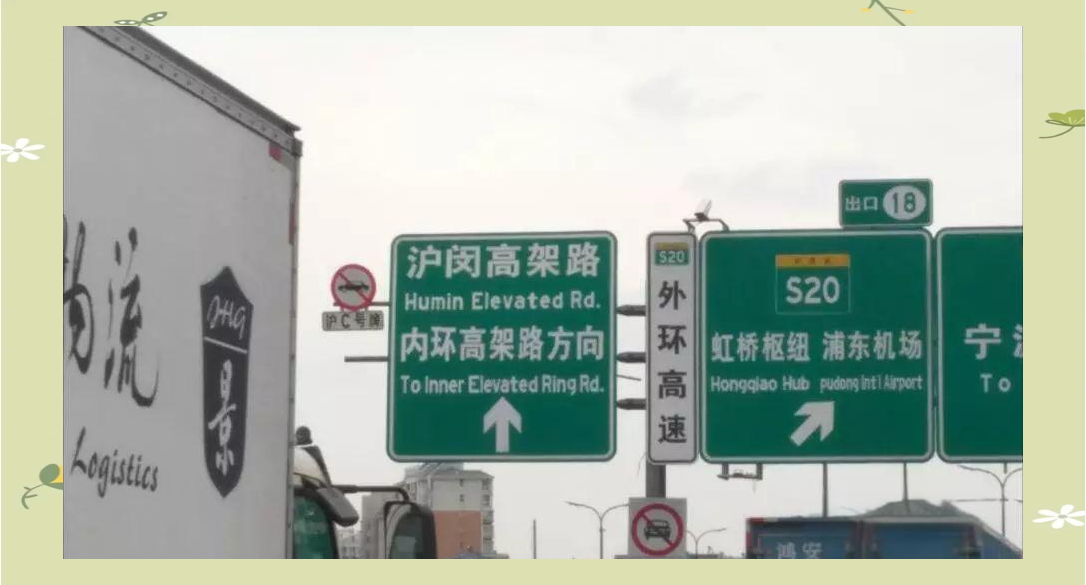 物流
Logistics
DHG
景
沪C号牌
沪闵高架路
Humin Elevated Rd.
内环高架路方向
To Inner Elevated Ring Rd.
S20
外环高速
出口 18
S20
虹桥枢纽 浦东机场
Hongqiao Hub pudong Int'l Airport
宁
To
鸿安